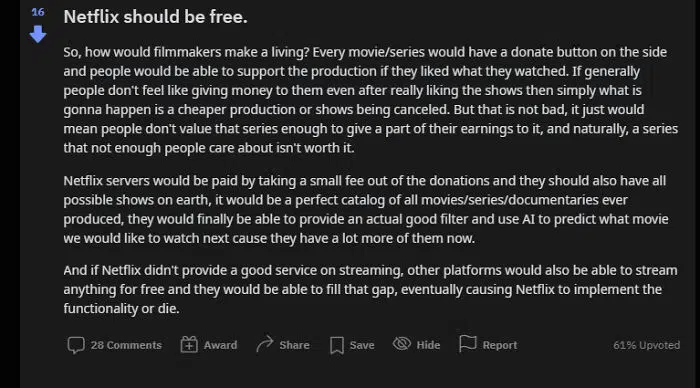 16
Netflix should be free.
So, how would filmmakers make a living? Every movie/series would have a donate button on the side
and people would be able to support the production if they liked what they watched. If generally
people don't feel like giving money to them even after really liking the shows then simply what is
gonna happen is a cheaper production or shows being canceled. But that is not bad, it just would
mean people don't value that series enough to give a part of their earnings to it, and naturally, a series
that not enough people care about isn't worth it.
Netflix servers would be paid by taking a small fee out of the donations and they should also have all
possible shows on earth, it would be a perfect catalog of all movies/series/documentaries ever
produced, they would finally be able to provide an actual good filter and use AI to predict what movie
we would like to watch next cause they have a lot more of them now.
And if Netflix didn't provide a good service on streaming, other platforms would also be able to stream
anything for free and they would be able to fill that gap, eventually causing Netflix to implement the
functionality or die.
28 Comments Award Share Save Hide Report 61% Upvoted